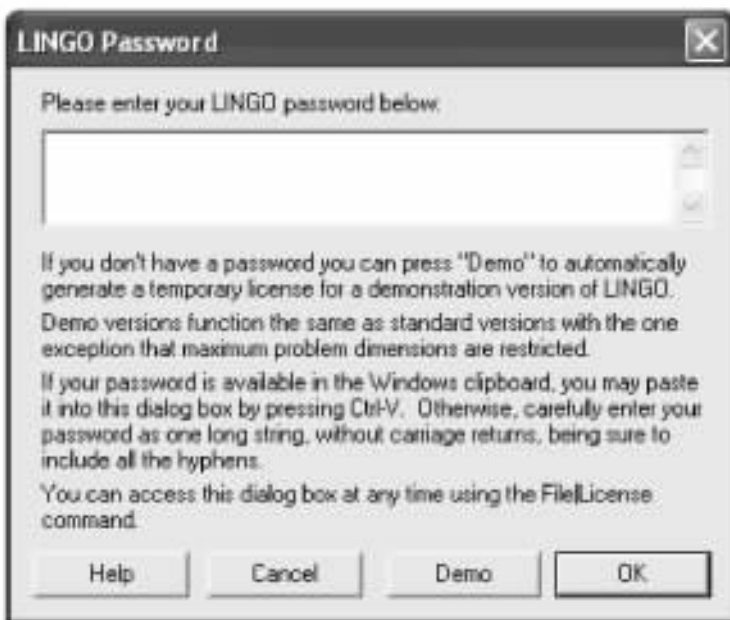 LINGO Password
Please enter your LINGO password below:
If you don't have a password you can press "Demo" to automatically
generate a temporary license for a demonstration version of LINGO.
Demo versions function the same as standard versions with the one
exception that maximum problem dimensions are restricted.
If your password is available in the Windows clipboard, you may paste
it into this dialog box by pressing Ctrl-V. Otherwise, carefully enter your
password as one long string, without carriage returns, being sure to
include all the hyphens.
You can access this dialog box at any time using the File|License
command.
Help
Cancel
Demo
OK